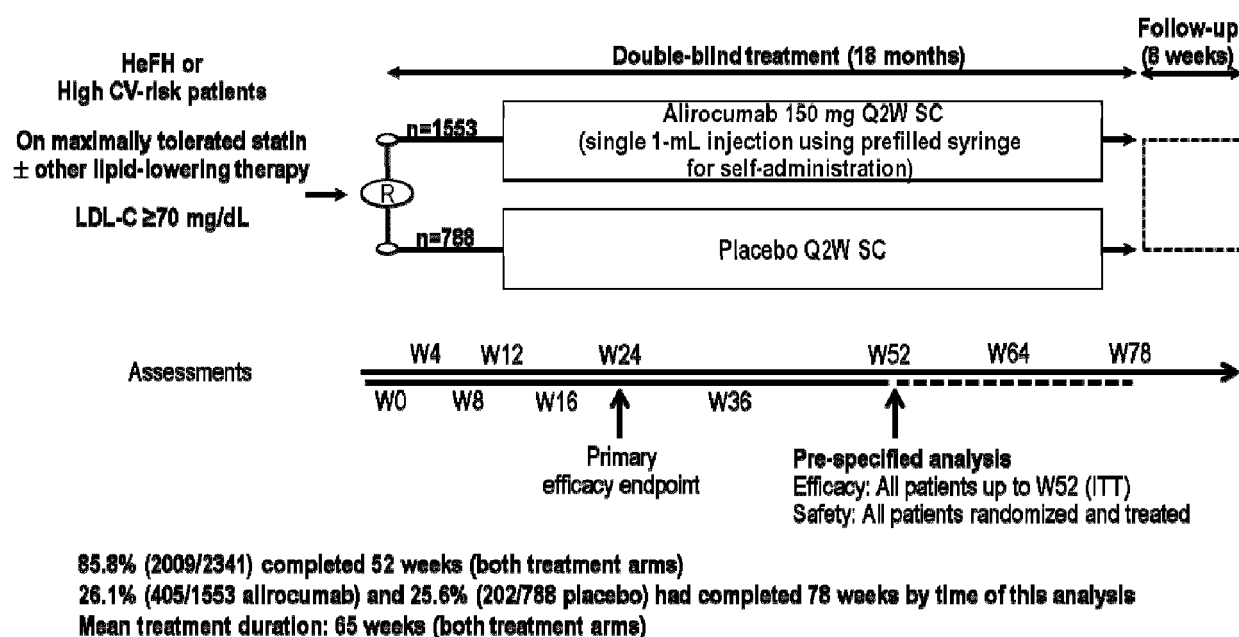 HeFH or
High CV-risk patients
On maximally tolerated statin
± other lipid-lowering therapy
LDL-C ≥70 mg/dL
Double-blind treatment (18 months)
Follow-up
(8 weeks)
R
n=1553
Alirocumab 150 mg Q2W SC
(single 1-mL injection using prefilled syringe
for self-administration)
n=788
Placebo Q2W SC
Assessments
W4 W12 W24 W52 W64 W78
W0 W8 W16 W36
Primary
efficacy endpoint
Pre-specified analysis
Efficacy: All patients up to W52 (ITT)
Safety: All patients randomized and treated
85.8% (2009/2341) completed 52 weeks (both treatment arms)
26.1% (405/1553 alirocumab) and 25.6% (202/788 placebo) had completed 78 weeks by time of this analysis
Mean treatment duration: 65 weeks (both treatment arms)